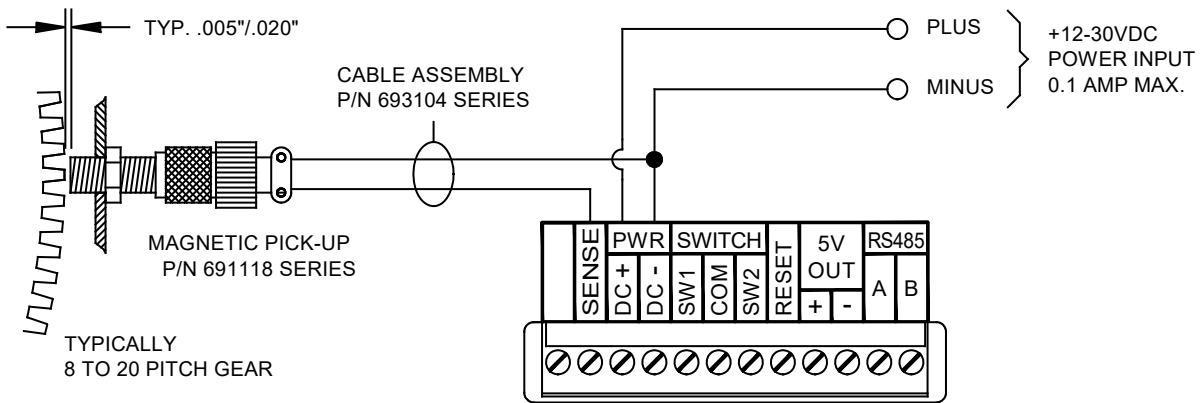 TYP. .005"/.020"
CABLE ASSEMBLY
P/N 693104 SERIES
PLUS
MINUS
+12-30VDC
POWER INPUT
0.1 AMP MAX.
MAGNETIC PICK-UP
P/N 691118 SERIES
TYPICALLY
8 TO 20 PITCH GEAR
SENSE
PWR
DC +
DC -
SWITCH
SW1
COM
SW2
RESET
5V
OUT
+ -
RS485
A B